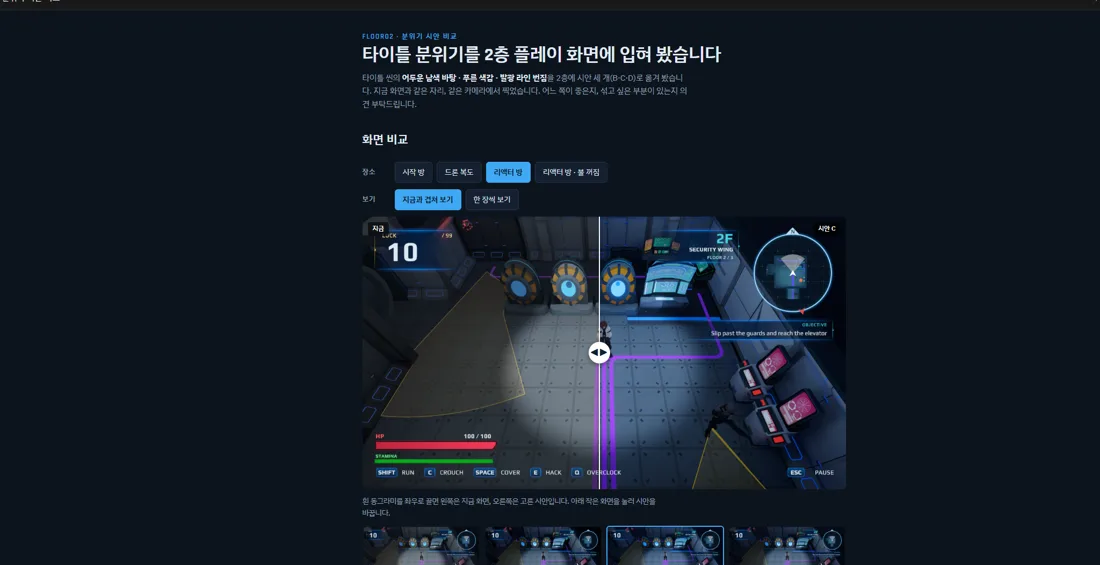 FLOOR02 · 분위기 시안 비교
타이틀 분위기를 2층 플레이 화면에 입혀 봤습니다
타이틀 씬의 어두운 남색 바탕 · 푸른 색감 · 발광 라인 번짐을 2층에 시안 세 개(B·C·D)로 옮겨 봤습니
다. 지금 화면과 같은 자리, 같은 카메라에서 찍었습니다. 어느 쪽이 좋은지, 섞고 싶은 부분이 있는지 의
견 부탁드립니다.
화면 비교
장소
시작 방
드론 복도
리액터 방
리액터 방 · 불 꺼짐
보기
지금과 겹쳐 보기
한 장씩 보기
지금
시안 C
/ 99
10
2F
SECURITY WING
FLOOR 2 / 3
N
OBJECTIVE
Slip past the guards and reach the elevator
HP
100 / 100
STAMINA
SHIFT RUN
C CROUCH
SPACE COVER
E HACK
Q OVERCLOCK
ESC PAUSE
흰 동그라미를 좌우로 끌면 왼쪽은 지금 화면, 오른쪽은 고른 시안입니다. 아래 작은 화면을 눌러 시안을
바꿉니다.
10
10
10
10